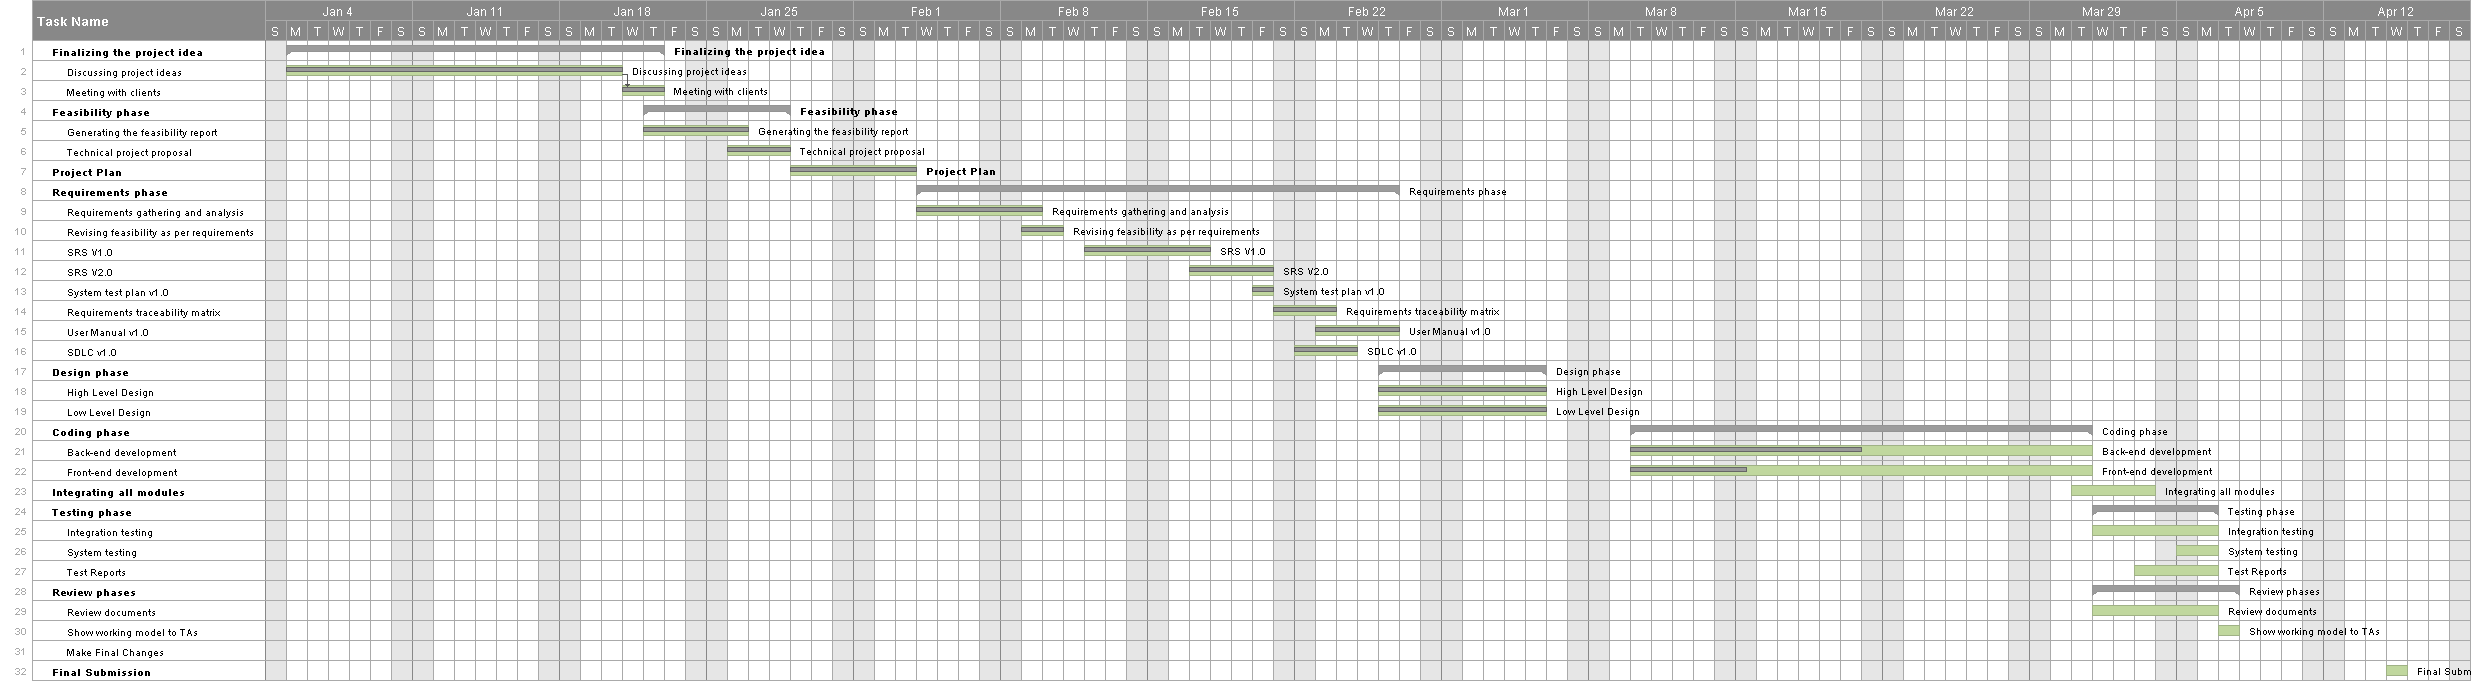 Task Name
Jan 4 Jan 11 Jan 18 Jan 25 Feb 1 Feb 8 Feb 15 Feb 22 Mar 1 Mar 8 Mar 15 Mar 22 Mar 29 Apr 5 Apr 12
S M T W T F S S M T W T F S S M T W T F S S M T W T F S S M T W T F S S M T W T F S S M T W T F S S M T W T F S S M T W T F S S M T W T F S S M T W T F S S M T W T F S S M T W T F S S M T W T F S S M T W T F S
1 Finalizing the project idea Finalizing the project idea
2 Discussing project ideas Discussing project ideas
3 Meeting with clients Meeting with clients
4 Feasibility phase Feasibility phase
5 Generating the feasibility report Generating the feasibility report
6 Technical project proposal Technical project proposal
7 Project Plan Project Plan
8 Requirements phase Requirements phase
9 Requirements gathering and analysis Requirements gathering and analysis
10 Revising feasibility as per requirements Revising feasibility as per requirements
11 SRS V1.0 SRS V1.0
12 SRS V2.0 SRS V2.0
13 System test plan v1.0 System test plan v1.0
14 Requirements traceability matrix Requirements traceability matrix
15 User Manual v1.0 User Manual v1.0
16 SDLC v1.0 SDLC v1.0
17 Design phase Design phase
18 High Level Design High Level Design
19 Low Level Design Low Level Design
20 Coding phase Coding phase
21 Back-end development Back-end development
22 Front-end development Front-end development
23 Integrating all modules Integrating all modules
24 Testing phase Testing phase
25 Integration testing Integration testing
26 System testing System testing
27 Test Reports Test Reports
28 Review phases Review phases
29 Review documents Review documents
30 Show working model to TAs Show working model to TAs
31 Make Final Changes
32 Final Submission Final Subm